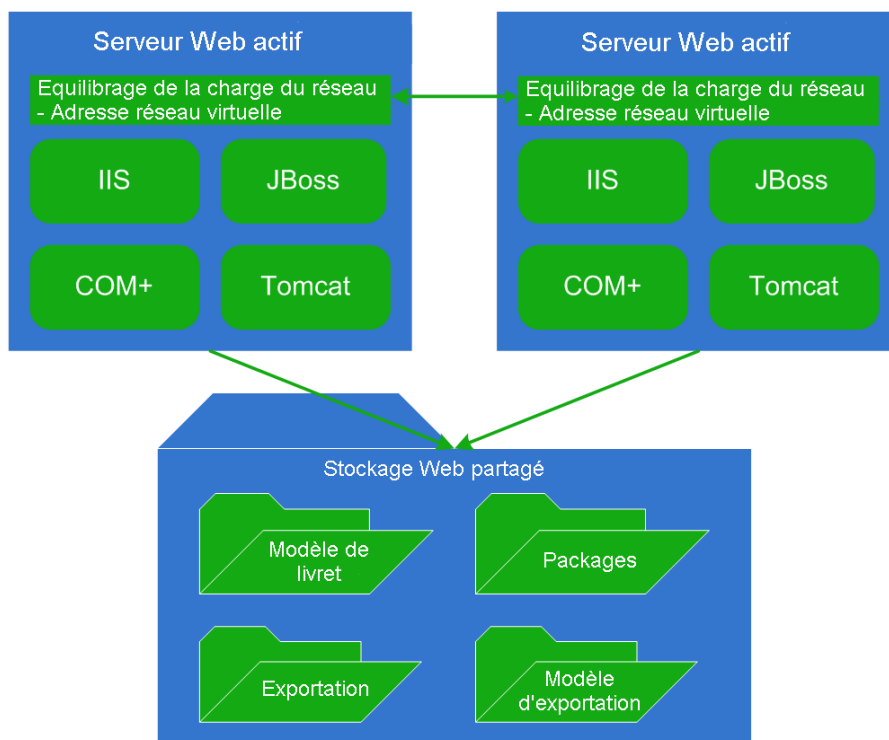 Serveur Web actif
Equilibrage de la charge du réseau
- Adresse réseau virtuelle
IIS
JBoss
COM+
Tomcat
Serveur Web actif
Equilibrage de la charge du réseau
- Adresse réseau virtuelle
IIS
JBoss
COM+
Tomcat
Stockage Web partagé
Modèle de
livret
Packages
Exportation
Modèle
d'exportation